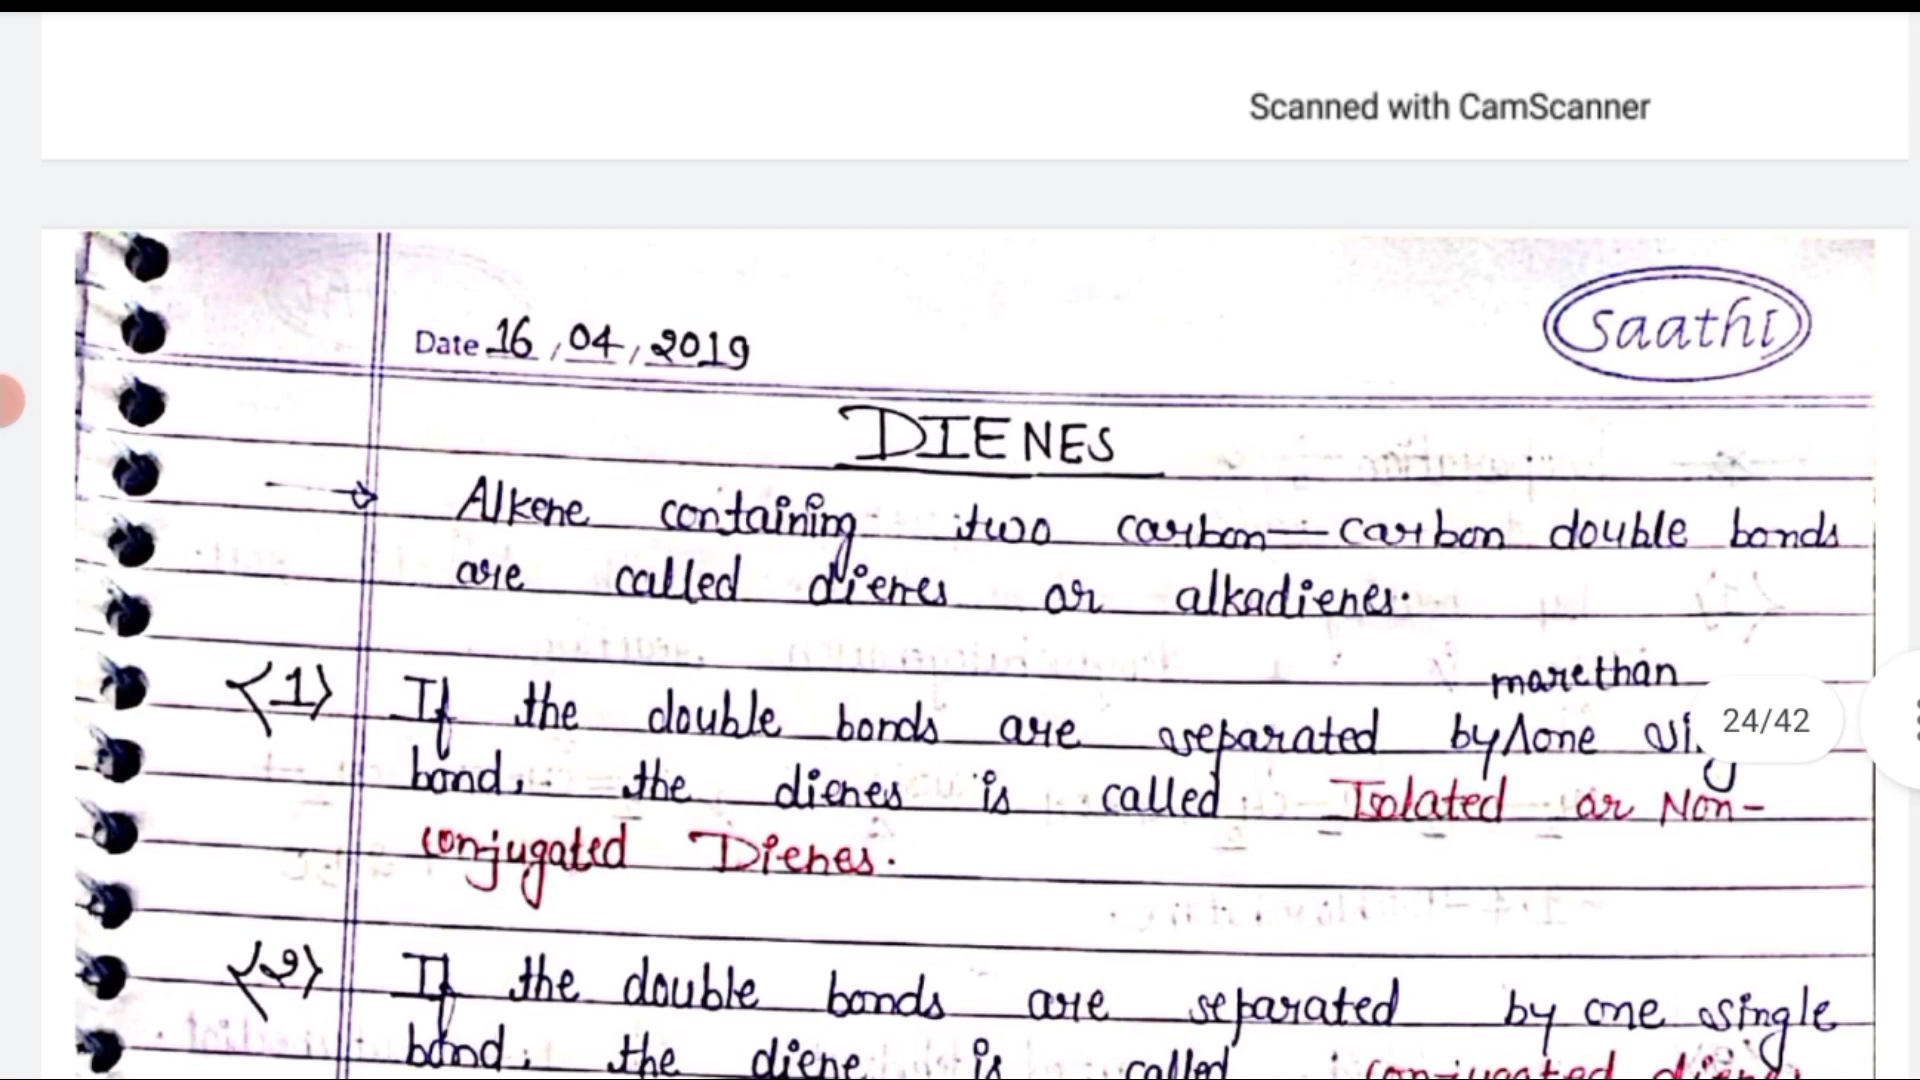 Scanned with CamScanner
Saathi
Date 16, 04, 2019
DIENES
Alkene containing two carbon-carbon double bonds
are called dienes or alkadienes.
more than
<1> If the double bonds are separated by ∧ one
24/42
bond, the dienes is called Isolated or Non-
conjugated Dienes.
<2> If the double bonds are separated by one single
bond, the diene is called conjugated